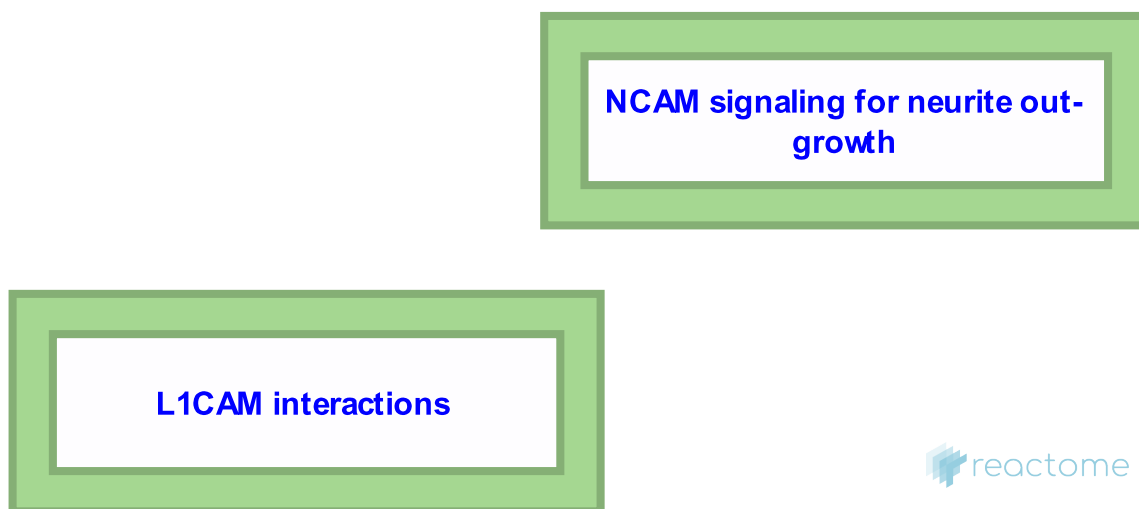 NCAM signaling for neurite out-
growth
L1CAM interactions
reactome